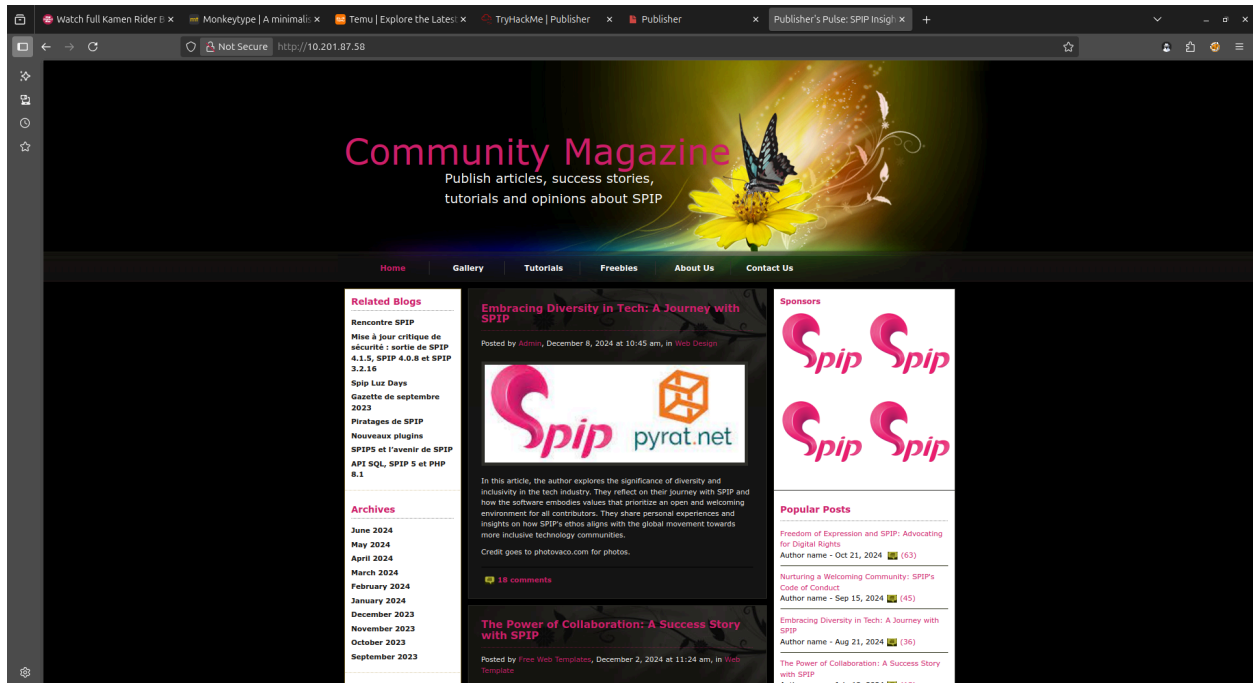 Watch full Kamen Rider B
Monkeytype | A minimalis
Temu | Explore the Latest
TryHackMe | Publisher
Publisher
Publisher's Pulse: SPIP Insigh
Not Secure
http://10.201.87.58
Community Magazine
Publish articles, success stories,
tutorials and opinions about SPIP
Home
Gallery
Tutorials
Freebies
About Us
Contact Us
Related Blogs
Rencontre SPIP
Mise à jour critique de
sécurité : sortie de SPIP
4.1.5, SPIP 4.0.8 et SPIP
3.2.16
Spip Luz Days
Gazette de septembre
2023
Piratages de SPIP
Nouveaux plugins
SPIP5 et l'avenir de SPIP
API SQL, SPIP 5 et PHP
8.1
Archives
June 2024
May 2024
April 2024
March 2024
February 2024
January 2024
December 2023
November 2023
October 2023
September 2023
Embracing Diversity in Tech: A Journey with
SPIP
Posted by Admin, December 8, 2024 at 10:45 am, in Web Design
Spip
pyrat.net
In this article, the author explores the significance of diversity and
inclusivity in the tech industry. They reflect on their journey with SPIP and
how the software embodies values that prioritize an open and welcoming
environment for all contributors. They share personal experiences and
insights on how SPIP's ethos aligns with the global movement towards
more inclusive technology communities.
Credit goes to photovaco.com for photos.
18 comments
The Power of Collaboration: A Success Story
with SPIP
Posted by Free Web Templates, December 2, 2024 at 11:24 am, in Web
Template
Sponsors
Spip
Spip
Spip
Spip
Popular Posts
Freedom of Expression and SPIP: Advocating
for Digital Rights
Author name - Oct 21, 2024 (63)
Nurturing a Welcoming Community: SPIP's
Code of Conduct
Author name - Sep 15, 2024 (45)
Embracing Diversity in Tech: A Journey with
SPIP
Author name - Aug 21, 2024 (36)
The Power of Collaboration: A Success Story
with SPIP